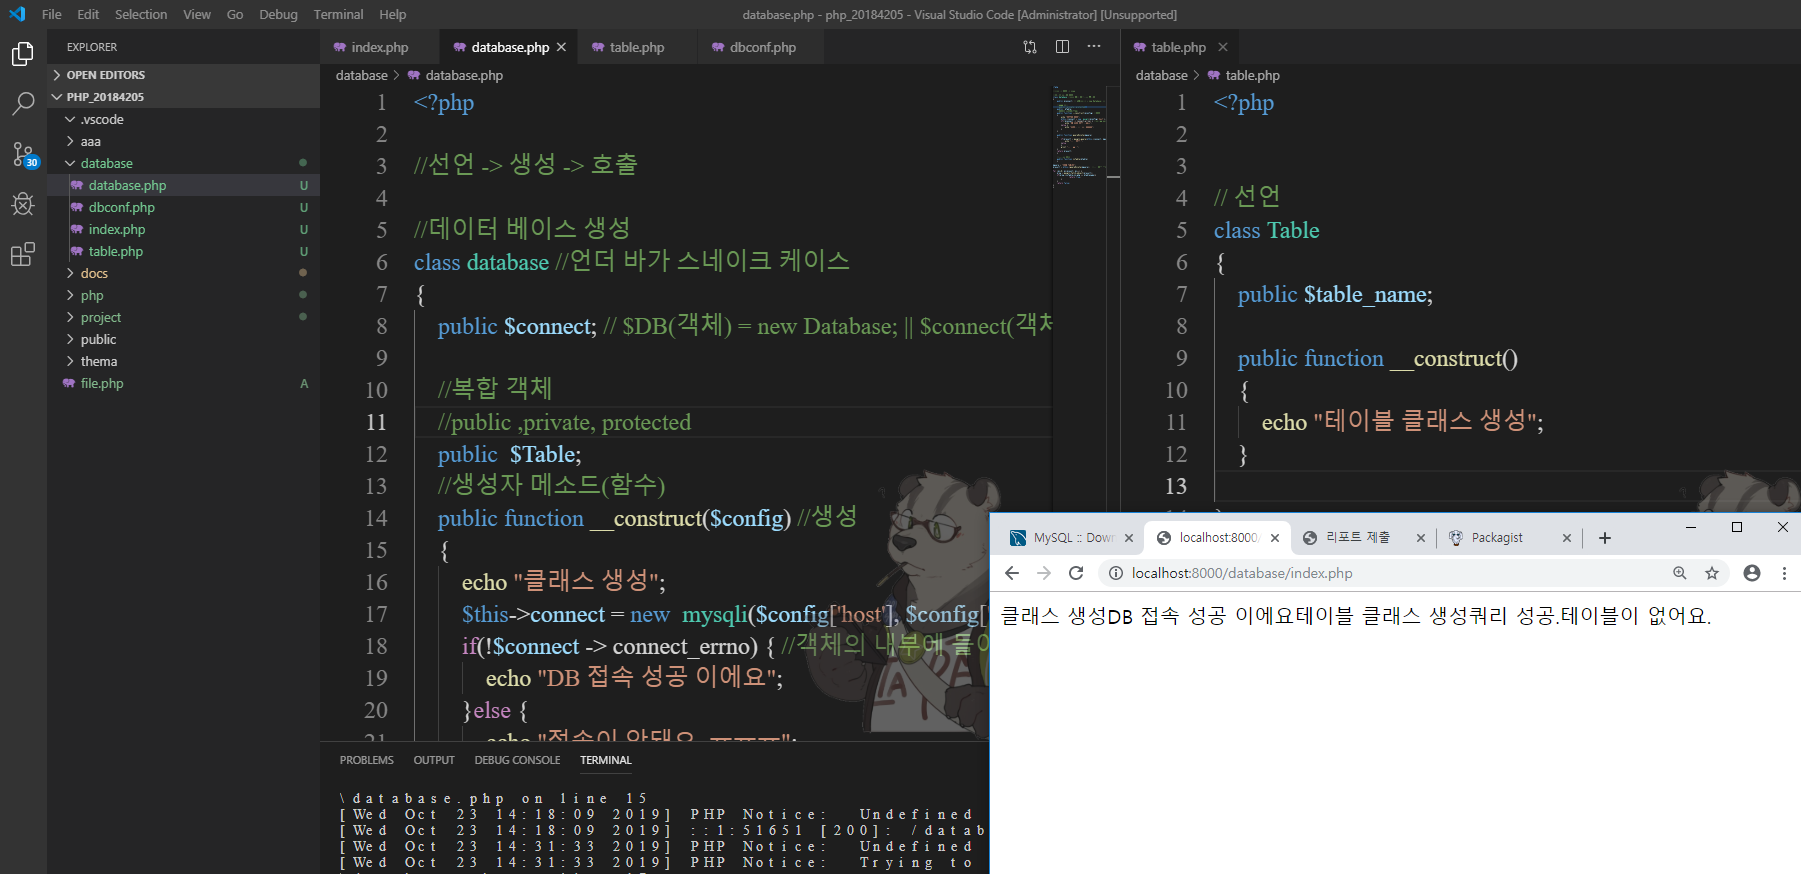 File Edit Selection View Go Debug Terminal Help
database.php - php_20184205 - Visual Studio Code [Administrator] [Unsupported]
EXPLORER
OPEN EDITORS
PHP_20184205
.vscode
aaa
database
database.php U
dbconf.php U
index.php U
table.php U
docs
php
project
public
thema
file.php A
30
index.php
database.php
table.php
dbconf.php
database > database.php
1 <?php
2
3 //선언 -> 생성 -> 호출
4
5 //데이터 베이스 생성
6 class database //언더 바가 스네이크 케이스
7 {
8 public $connect; // $DB(객체) = new Database; || $connect(객체
9
10 //복합 객체
11 //public ,private, protected
12 public  $Table;
13 //생성자 메소드(함수)
14 public function __construct($config) //생성
15 {
16 echo "클래스 생성";
17 $this->connect = new  mysqli($config['host'], $config['
18 if(!$connect -> connect_errno) { //객체의 내부에 들어
19 echo "DB 접속 성공 이에요";
20 }else {
21 echo "접속이 안돼요 ㅠㅠㅠ";
table.php
database > table.php
1 <?php
2
3
4 // 선언
5 class Table
6 {
7 public $table_name;
8
9 public function __construct()
10 {
11 echo "테이블 클래스 생성";
12 }
13
PROBLEMS OUTPUT DEBUG CONSOLE TERMINAL
\database.php on line 15
[Wed Oct 23 14:18:09 2019] PHP Notice:  Undefined
[Wed Oct 23 14:18:09 2019] ::1:51651 [200]: /datab
[Wed Oct 23 14:31:33 2019] PHP Notice:  Undefined
[Wed Oct 23 14:31:33 2019] PHP Notice:  Trying to
MySQL :: Down
localhost:8000/
리포트 제출
Packagist
localhost:8000/database/index.php
클래스 생성DB 접속 성공 이에요테이블 클래스 생성쿼리 성공.테이블이 없어요.